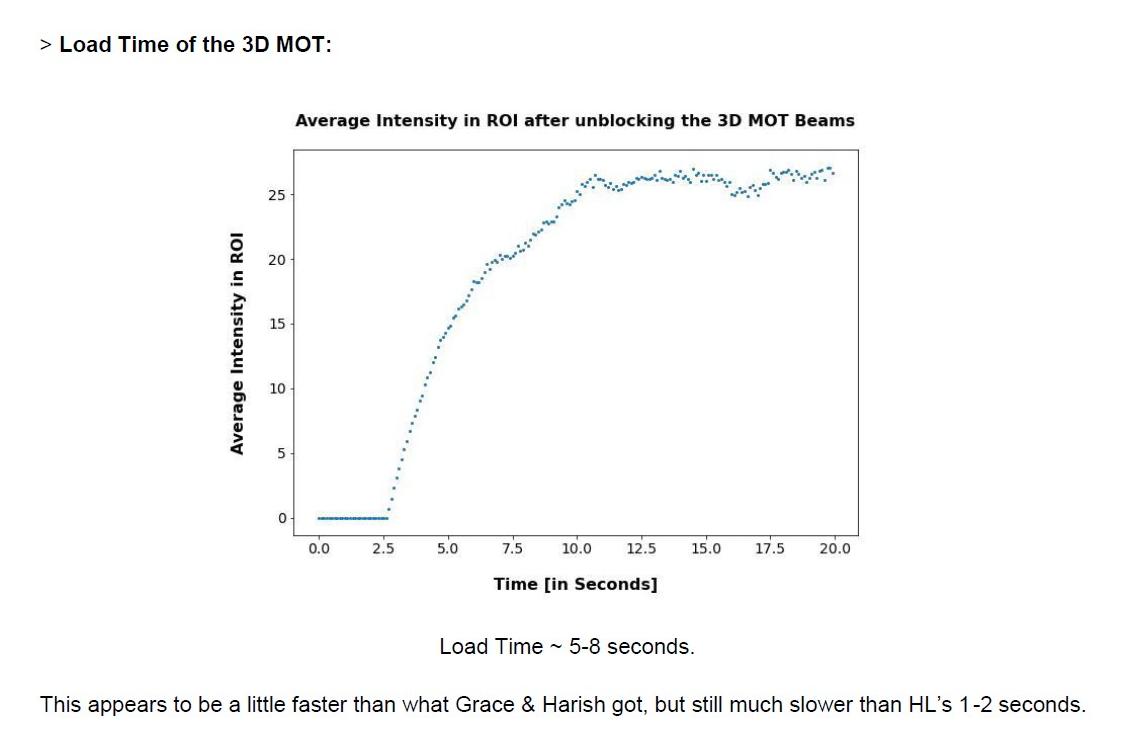 > Load Time of the 3D MOT:
Average Intensity in ROI after unblocking the 3D MOT Beams
Average Intensity in ROI
25
20
15
10
5
0
0.0 2.5 5.0 7.5 10.0 12.5 15.0 17.5 20.0
Time [in Seconds]
Load Time ~ 5-8 seconds.
This appears to be a little faster than what Grace & Harish got, but still much slower than HL’s 1-2 seconds.